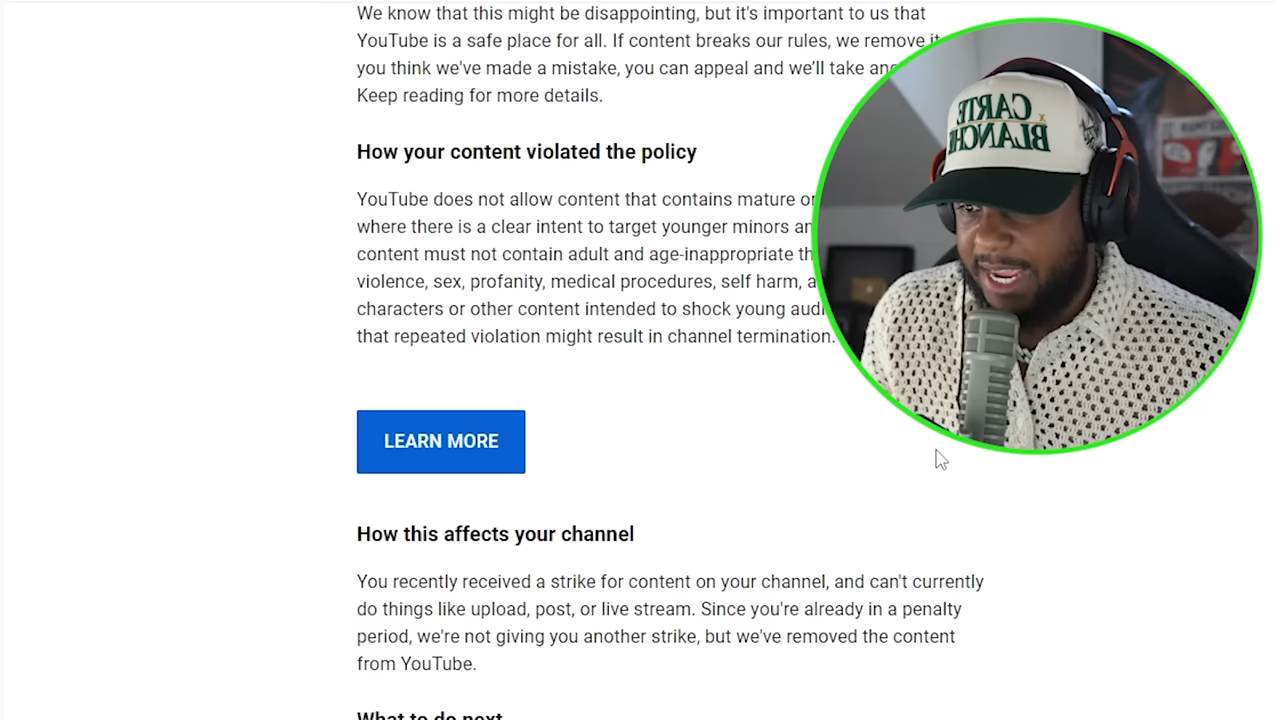 We know that this might be disappointing, but it's important to us that
YouTube is a safe place for all. If content breaks our rules, we remove it
you think we've made a mistake, you can appeal and we'll take
Keep reading for more details.
How your content violated the policy
YouTube does not allow content that contains mature or
where there is a clear intent to target younger minors
content must not contain adult and age-inappropriate
violence, sex, profanity, medical procedures, self harm,
characters or other content intended to shock young
that repeated violation might result in channel termination.
CARTE
x
BLANCHE
LEARN MORE
How this affects your channel
You recently received a strike for content on your channel, and can't currently
do things like upload, post, or live stream. Since you're already in a penalty
period, we're not giving you another strike, but we've removed the content
from YouTube.
What to do next